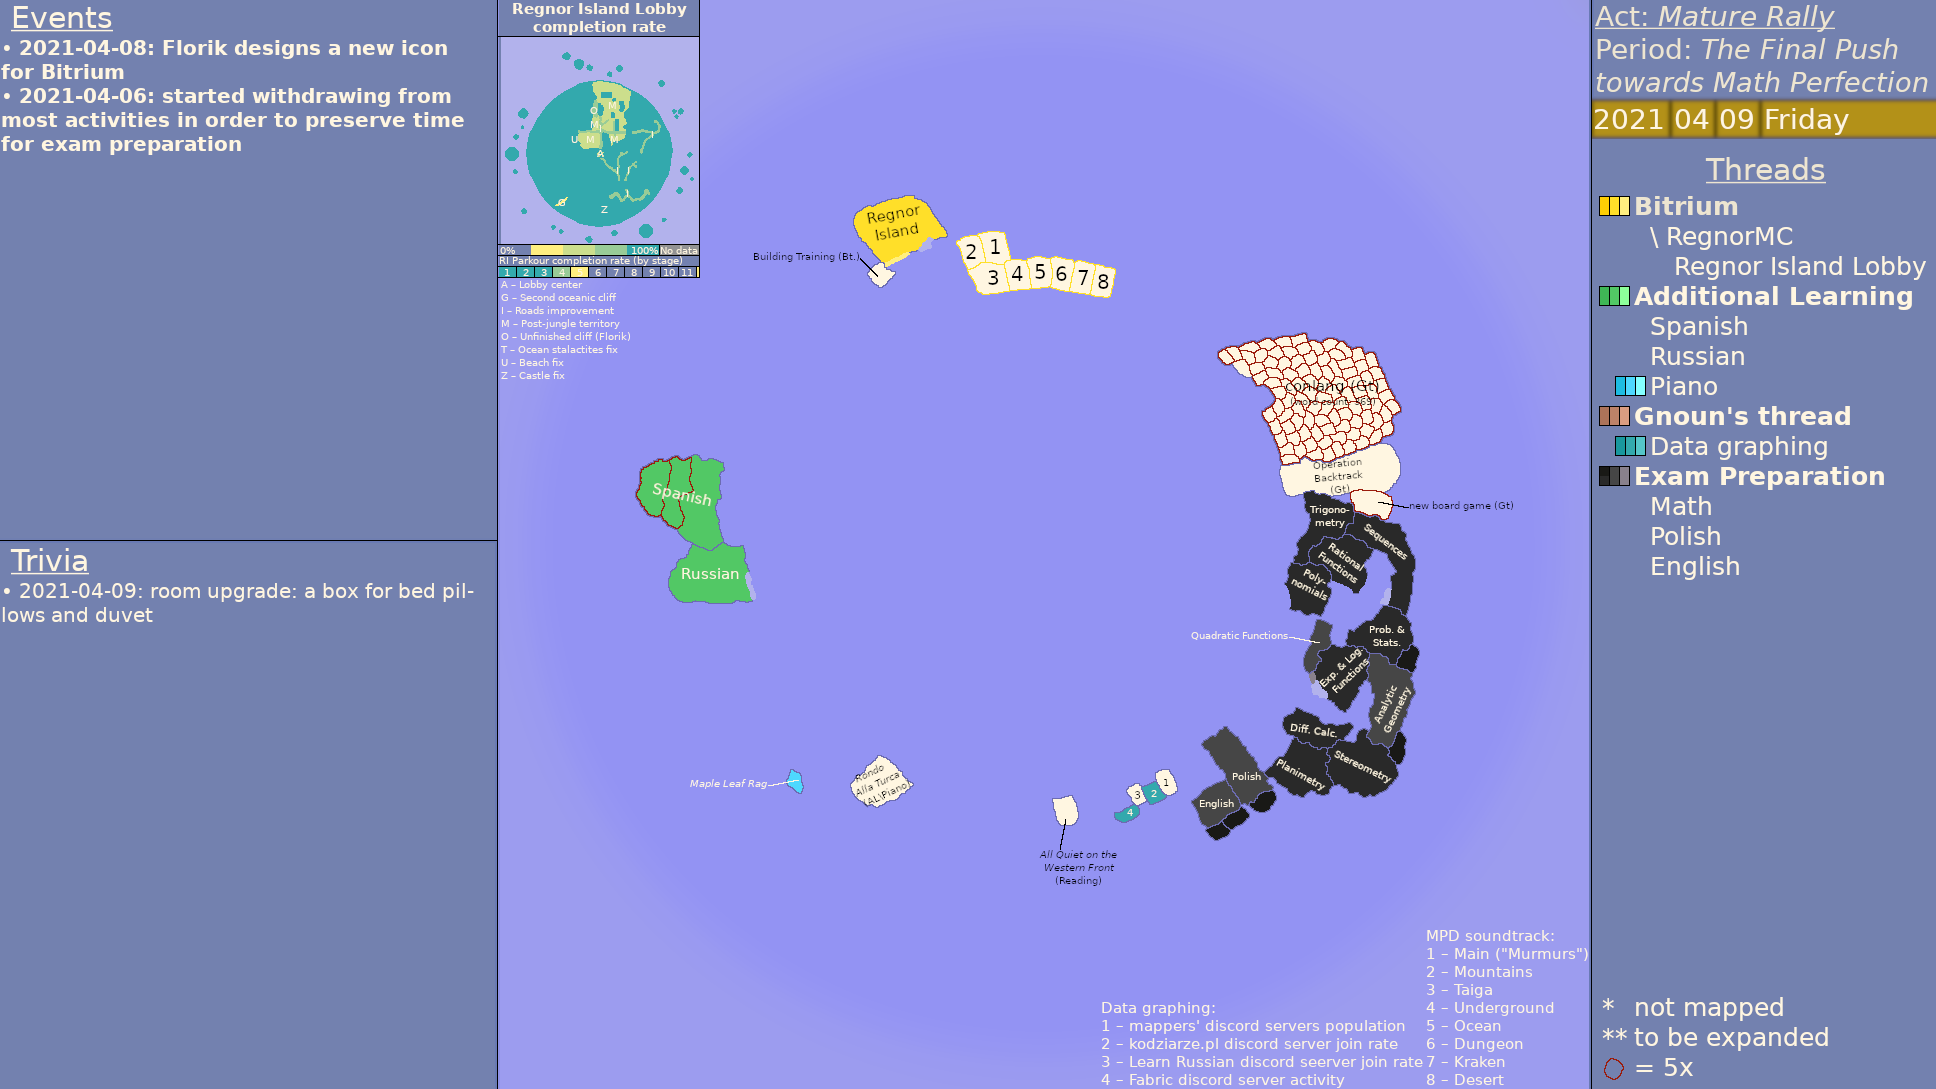 Events
• 2021-04-08: Florik designs a new icon
for Bitrium
• 2021-04-06: started withdrawing from
most activities in order to preserve time
for exam preparation
Trivia
• 2021-04-09: room upgrade: a box for bed pil-
lows and duvet
Regnor Island Lobby
completion rate
O
M
M
I
U
M
M
A
I
I
I
G
Z
0%
100%
No data
RI Parkour completion rate (by stage)
1 2 3 4 5 6 7 8 9 10 11
A – Lobby center
G – Second oceanic cliff
I – Roads improvement
M – Post-jungle territory
O – Unfinished cliff (Florik)
T – Ocean stalactites fix
U – Beach fix
Z – Castle fix
Regnor
Island
Building Training (Bt.)
2 1
3 4 5 6 7 8
conlang (Gt)
(word count: 365)
Operation
Backtrack
(Gt)
new board game (Gt)
Spanish
Russian
Trigono-
metry
Sequences
Rational
Functions
Poly-
nomials
Quadratic Functions
Prob. &
Stats.
Exp. & Log.
Functions
Analytic
Geometry
Diff. Calc.
Planimetry
Stereometry
Polish
English
Maple Leaf Rag
Rondo
Alla Turca
(AL\Piano)
1
2
3
4
All Quiet on the
Western Front
(Reading)
Data graphing:
1 – mappers' discord servers population
2 – kodziarze.pl discord server join rate
3 – Learn Russian discord seerver join rate
4 – Fabric discord server activity
MPD soundtrack:
1 – Main ("Murmurs")
2 – Mountains
3 – Taiga
4 – Underground
5 – Ocean
6 – Dungeon
7 – Kraken
8 – Desert
Act: Mature Rally
Period: The Final Push
towards Math Perfection
2021 04 09 Friday
Threads
Bitrium
\ RegnorMC
Regnor Island Lobby
Additional Learning
Spanish
Russian
Piano
Gnoun's thread
Data graphing
Exam Preparation
Math
Polish
English
* not mapped
** to be expanded
= 5x